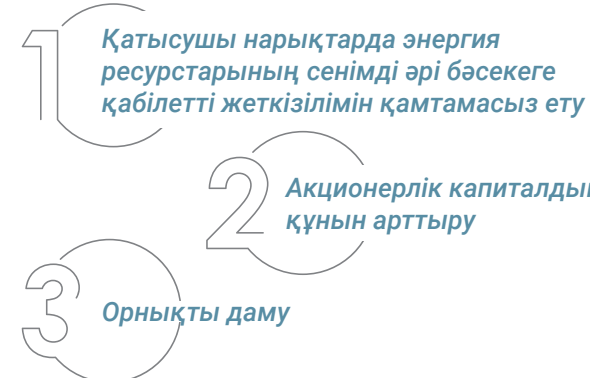 1
Қатысушы нарықтарда энергия
ресурстарының сенімді әрі бәсекеге
қабілетті жеткізілімін қамтамасыз ету
2
Акционерлік капиталдың
құнын арттыру
3
Орнықты даму